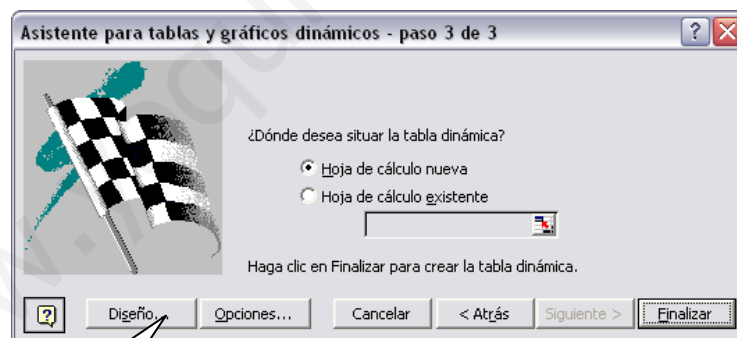 Asistente para tablas y gráficos dinámicos - paso 3 de 3
¿Dónde desea situar la tabla dinámica?
Hoja de cálculo nueva
Hoja de cálculo existente
Haga clic en Finalizar para crear la tabla dinámica.
Diseño... Opciones... Cancelar < Atrás Siguiente > Finalizar